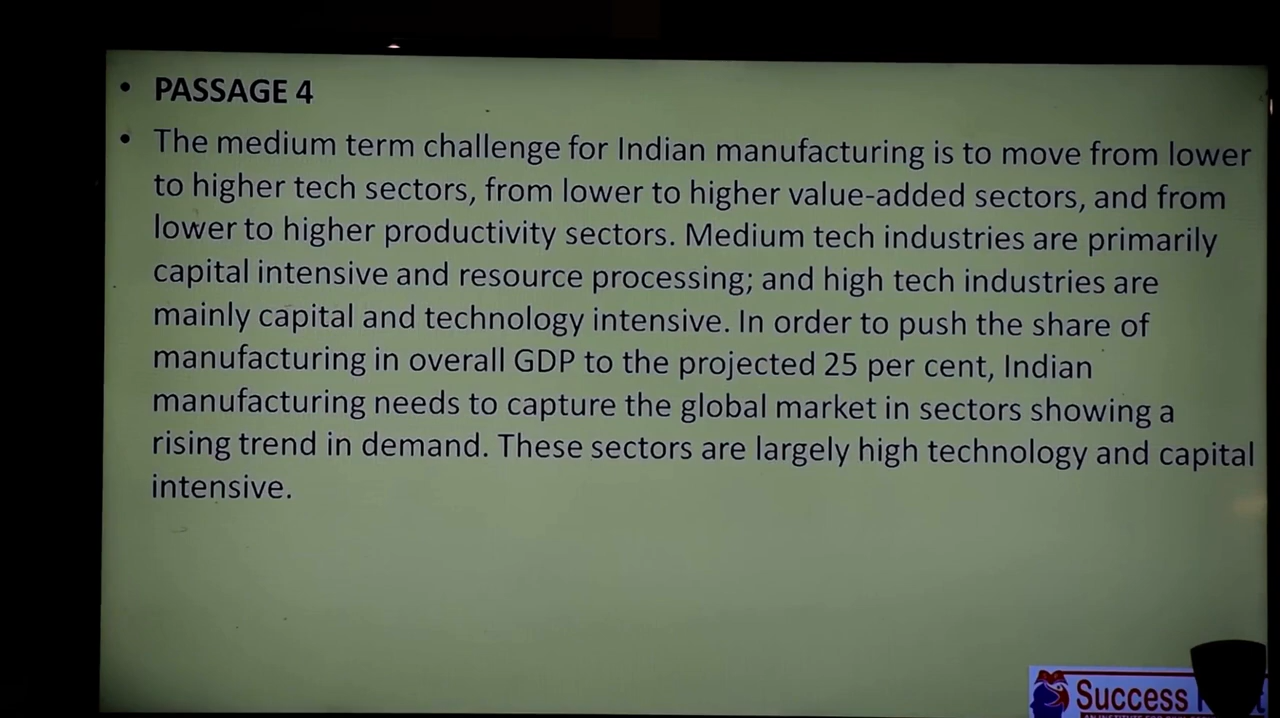 • PASSAGE 4
• The medium term challenge for Indian manufacturing is to move from lower
to higher tech sectors, from lower to higher value-added sectors, and from
lower to higher productivity sectors. Medium tech industries are primarily
capital intensive and resource processing; and high tech industries are
mainly capital and technology intensive. In order to push the share of
manufacturing in overall GDP to the projected 25 per cent, Indian
manufacturing needs to capture the global market in sectors showing a
rising trend in demand. These sectors are largely high technology and capital
intensive.
Success